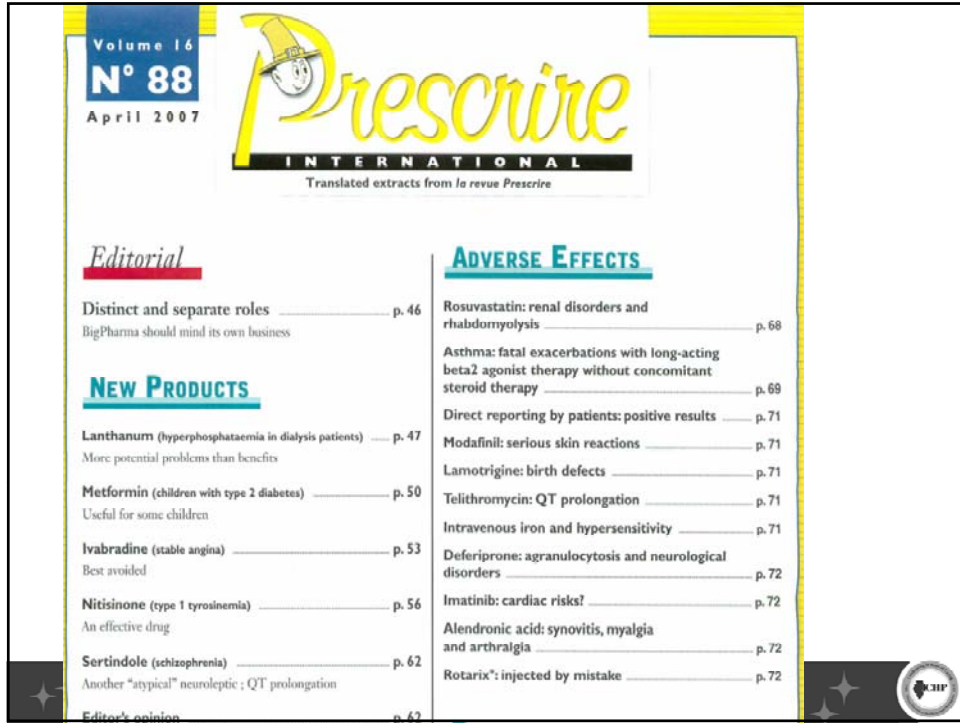 Volume 16
N° 88
April 2007
Prescrire
INTERNATIONAL
Translated extracts from la revue Prescrire
Editorial
Distinct and separate roles p. 46
BigPharma should mind its own business
NEW PRODUCTS
Lanthanum (hyperphosphataemia in dialysis patients) p. 47
More potential problems than benefits
Metformin (children with type 2 diabetes) p. 50
Useful for some children
Ivabradine (stable angina) p. 53
Best avoided
Nitisinone (type 1 tyrosinemia) p. 56
An effective drug
Sertindole (schizophrenia) p. 62
Another "atypical" neuroleptic ; QT prolongation
Editor's opinion p. 62
ADVERSE EFFECTS
Rosuvastatin: renal disorders and
rhabdomyolysis p. 68
Asthma: fatal exacerbations with long-acting
beta2 agonist therapy without concomitant
steroid therapy p. 69
Direct reporting by patients: positive results p. 71
Modafinil: serious skin reactions p. 71
Lamotrigine: birth defects p. 71
Telithromycin: QT prolongation p. 71
Intravenous iron and hypersensitivity p. 71
Deferiprone: agranulocytosis and neurological
disorders p. 72
Imatinib: cardiac risks? p. 72
Alendronic acid: synovitis, myalgia
and arthralgia p. 72
Rotarix®: injected by mistake p. 72